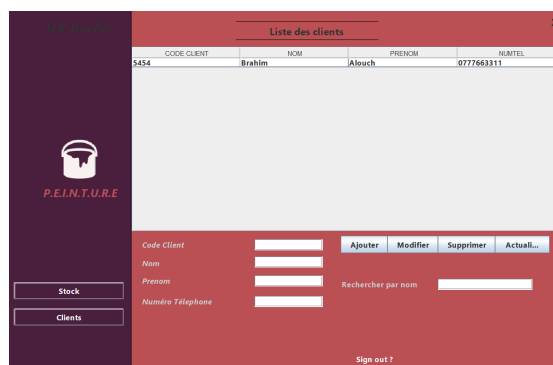 Liste des clients
CODE CLIENT NOM PRENOM NUMTEL
5454 Brahim Alouch 0777663311
P.E.I.N.T.U.R.E
Stock
Clients
Code Client
Nom
Prenom
Numéro Télephone
Ajouter Modifier Supprimer Actuali...
Rechercher par nom
Sign out ?